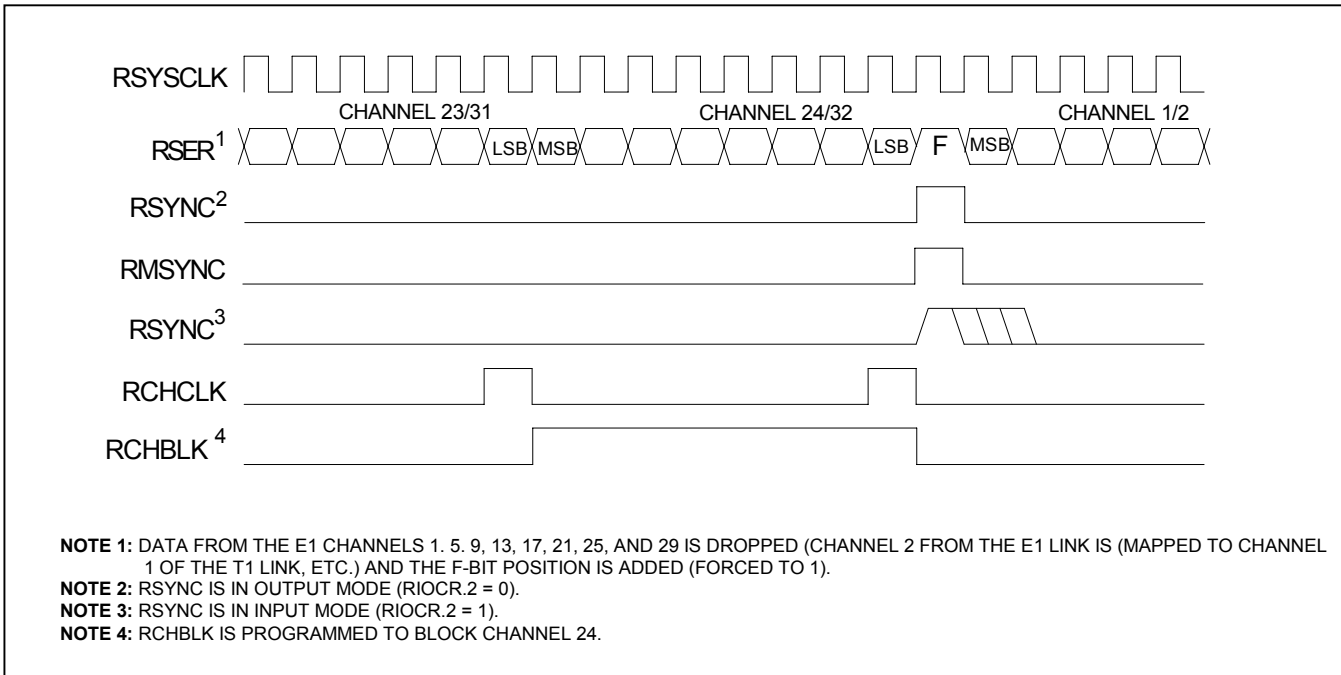 RSYSCLK
CHANNEL 23/31 CHANNEL 24/32 CHANNEL 1/2
RSER1 LSB MSB LSB F MSB
RSYNC2
RMSYNC
RSYNC3
RCHCLK
RCHBLK 4
NOTE 1: DATA FROM THE E1 CHANNELS 1. 5. 9, 13, 17, 21, 25, AND 29 IS DROPPED (CHANNEL 2 FROM THE E1 LINK IS (MAPPED TO CHANNEL
1 OF THE T1 LINK, ETC.) AND THE F-BIT POSITION IS ADDED (FORCED TO 1).
NOTE 2: RSYNC IS IN OUTPUT MODE (RIOCR.2 = 0).
NOTE 3: RSYNC IS IN INPUT MODE (RIOCR.2 = 1).
NOTE 4: RCHBLK IS PROGRAMMED TO BLOCK CHANNEL 24.